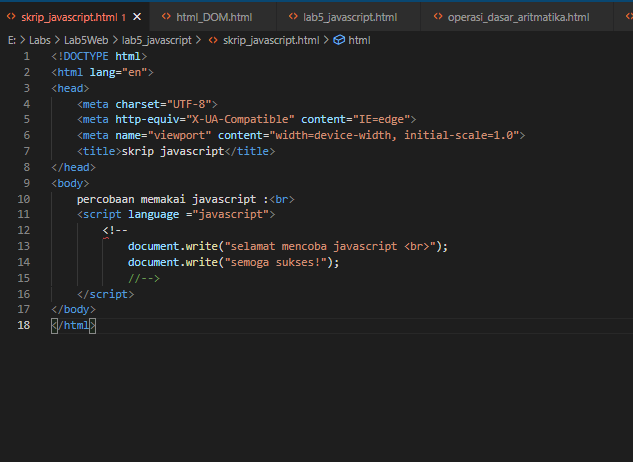 skrip_javascript.html 1 × html_DOM.html lab5_javascript.html operasi_dasar_aritmatika.html
E: > Labs > Lab5Web > lab5_javascript > skrip_javascript.html > html
1 <!DOCTYPE html>
2 <html lang="en">
3 <head>
4 <meta charset="UTF-8">
5 <meta http-equiv="X-UA-Compatible" content="IE=edge">
6 <meta name="viewport" content="width=device-width, initial-scale=1.0">
7 <title>skrip javascript</title>
8 </head>
9 <body>
10 percobaan memakai javascript :<br>
11 <script language ="javascript">
12 <!--
13 document.write("selamat mencoba javascript <br>");
14 document.write("semoga sukses!");
15 //-->
16 </script>
17 </body>
18 </html>